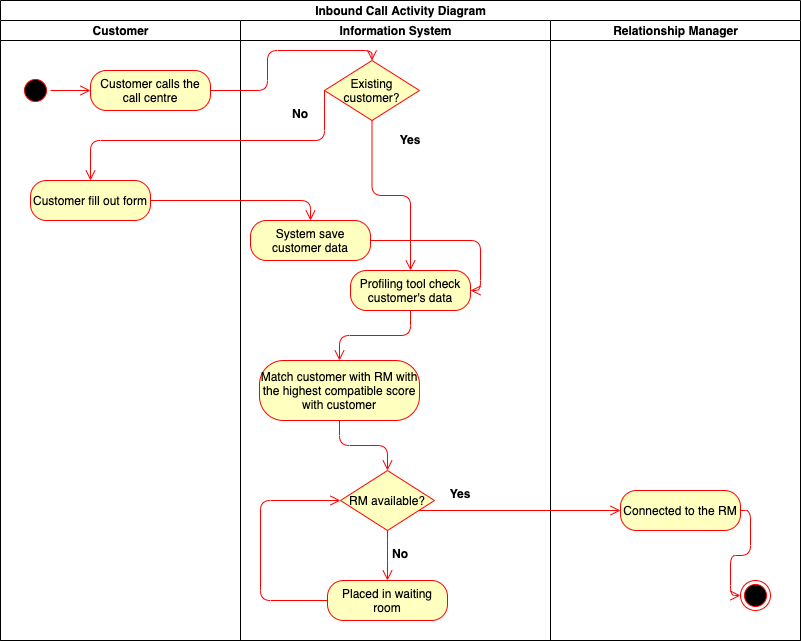 Inbound Call Activity Diagram
Customer
Information System
Relationship Manager
Customer calls the
call centre
Existing
customer?
No
Yes
Customer fill out form
System save
customer data
Profiling tool check
customer's data
Match customer with RM with
the highest compatible score
with customer
RM available?
Yes
Connected to the RM
No
Placed in waiting
room